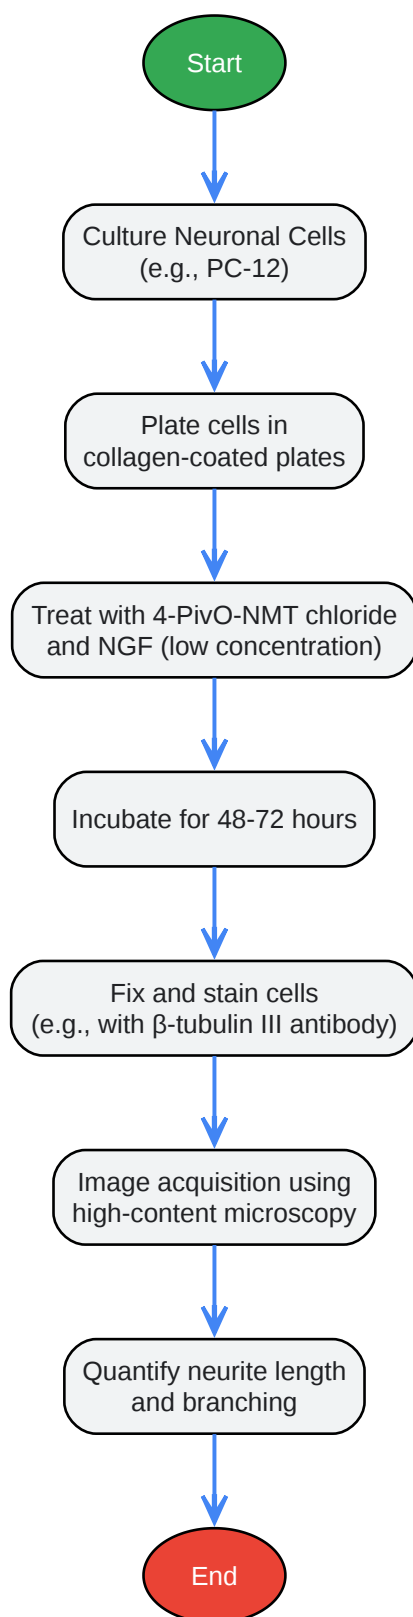 Start
Culture Neuronal Cells
(e.g., PC-12)
Plate cells in
collagen-coated plates
Treat with 4-PivO-NMT chloride
and NGF (low concentration)
Incubate for 48-72 hours
Fix and stain cells
(e.g., with β-tubulin III antibody)
Image acquisition using
high-content microscopy
Quantify neurite length
and branching
End